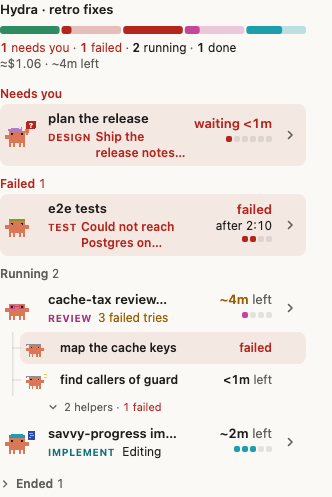 Hydra · retro fixes
1 needs you · 1 failed · 2 running · 1 done
≈$1.06 · ~4m left
Needs you
plan the release
waiting <1m
DESIGN Ship the
release notes...
Failed 1
e2e tests
failed
TEST Could not reach
after 2:10
Postgres on...
Running 2
cache-tax review...
~4m left
REVIEW 3 failed tries
map the cache keys
failed
find callers of guard
<1m left
2 helpers · 1 failed
savvy-progress im...
~2m left
IMPLEMENT Editing
Ended 1